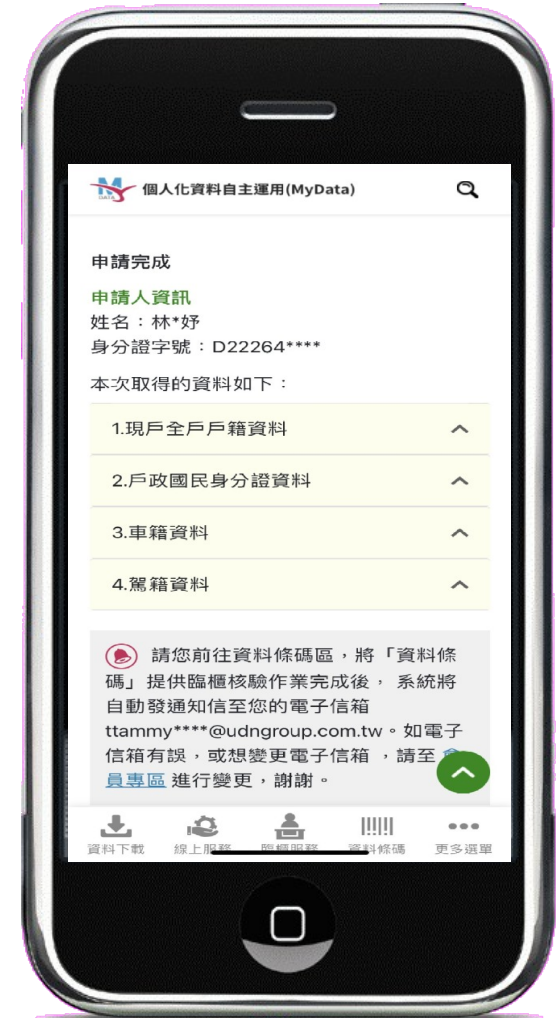 個人化資料自主運用(MyData)
申請完成
申請人資訊
姓名：林*妤
身分證字號：D22264****
本次取得的資料如下：
1.現戶全戶戶籍資料
2.戶政國民身分證資料
3.車籍資料
4.駕籍資料
請您前往資料條碼區，將「資料條
碼」提供臨櫃核驗作業完成後， 系統將
自動發通知信至您的電子信箱
ttammy****@udngroup.com.tw。如電子
信箱有誤，或想變更電子信箱 ，請至
員專區 進行變更，謝謝。
資料下載 線上服務 臨櫃服務 資料條碼 更多選單